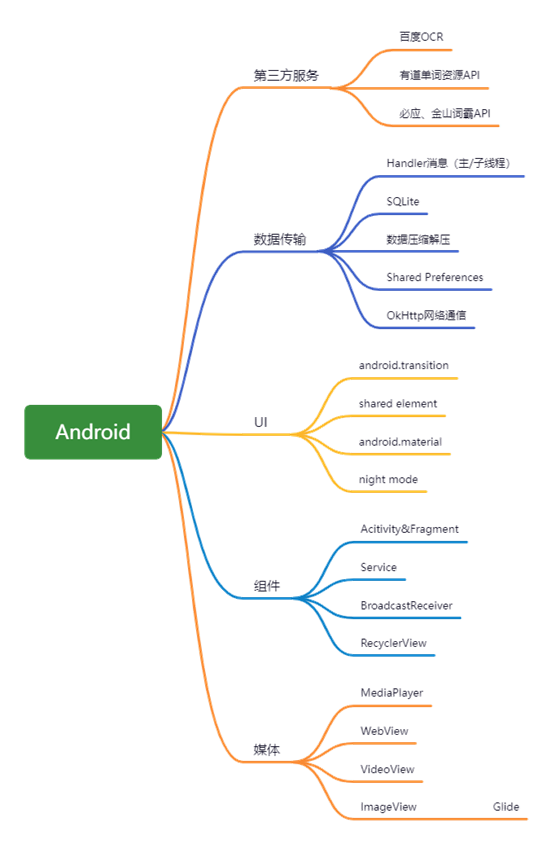 Android
第三方服务
百度OCR
有道单词资源API
必应、金山词霸API
数据传输
Handler消息（主/子线程）
SQLite
数据压缩解压
Shared Preferences
OkHttp网络通信
UI
android.transition
shared element
android.material
night mode
组件
Acitivity&Fragment
Service
BroadcastReceiver
RecyclerView
媒体
MediaPlayer
WebView
VideoView
ImageView Glide